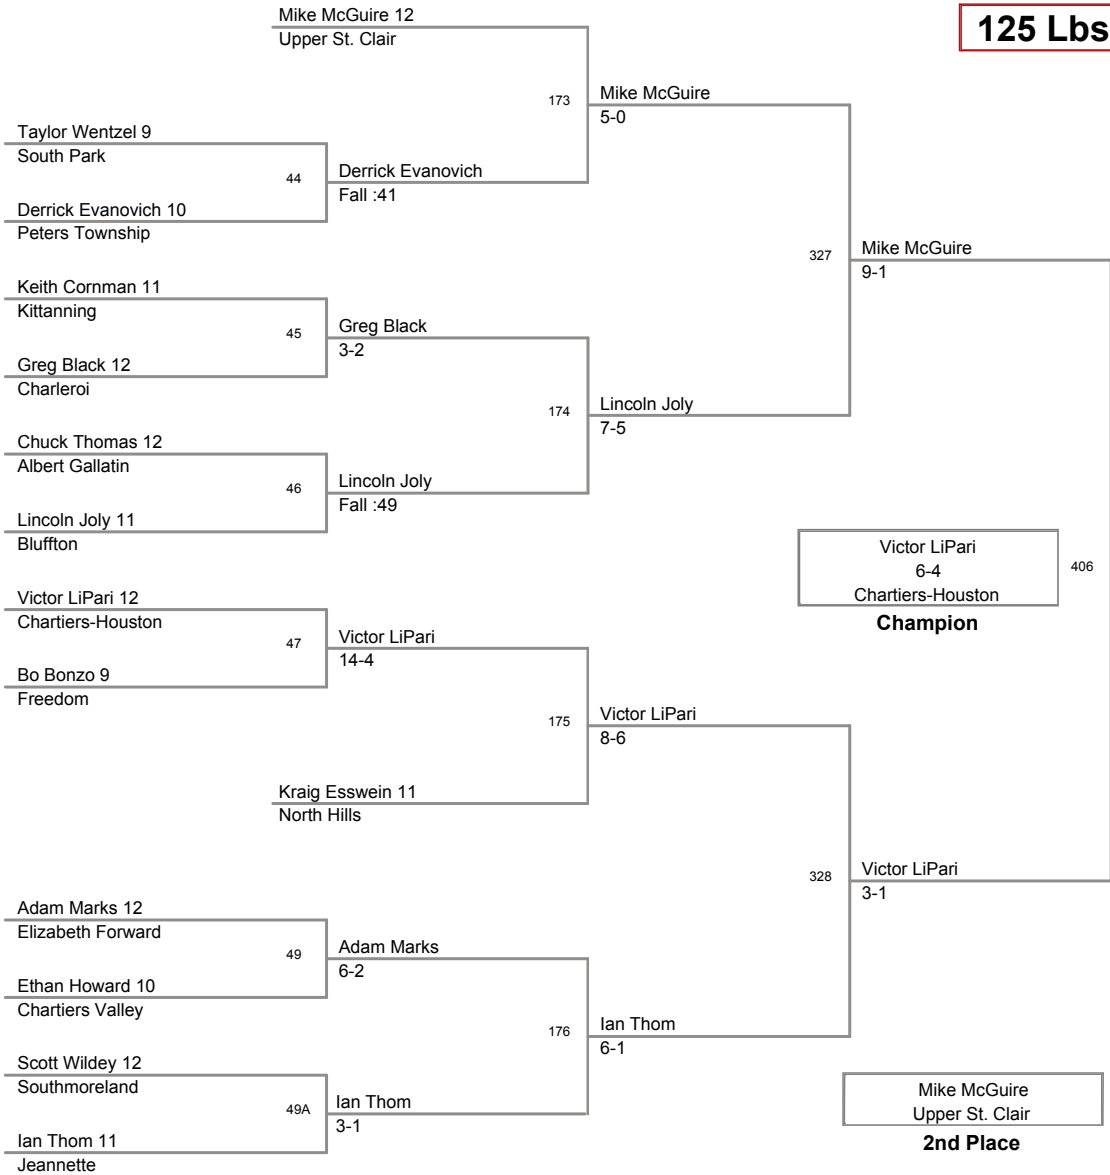 Mike McGuire 12
Upper St. Clair
125 Lbs
173
Mike McGuire
5-0
Taylor Wentzel 9
South Park
44
Derrick Evanovich
Fall :41
Derrick Evanovich 10
Peters Township
327
Mike McGuire
9-1
Keith Cornman 11
Kittanning
45
Greg Black
3-2
Greg Black 12
Charleroi
174
Lincoln Joly
7-5
Chuck Thomas 12
Albert Gallatin
46
Lincoln Joly
Fall :49
Lincoln Joly 11
Bluffton
Victor LiPari
6-4
Chartiers-Houston
406
Champion
Victor LiPari 12
Chartiers-Houston
47
Victor LiPari
14-4
Bo Bonzo 9
Freedom
175
Victor LiPari
8-6
Kraig Esswein 11
North Hills
328
Victor LiPari
3-1
Adam Marks 12
Elizabeth Forward
49
Adam Marks
6-2
Ethan Howard 10
Chartiers Valley
176
Ian Thom
6-1
Scott Wildey 12
Southmoreland
49A
Ian Thom
3-1
Ian Thom 11
Jeannette
Mike McGuire
Upper St. Clair
2nd Place